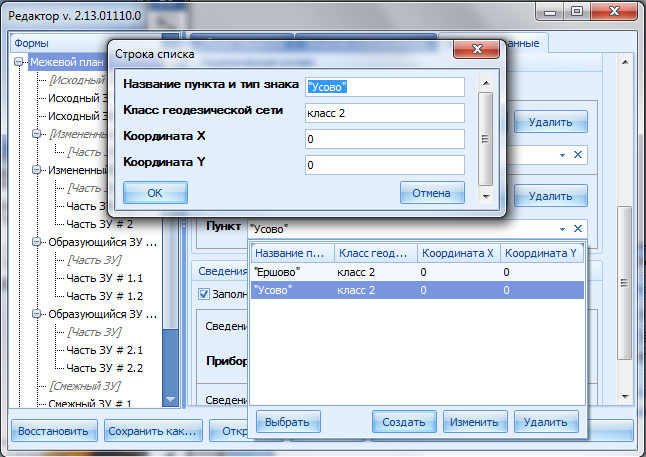 Редактор v. 2.13.01110.0
Формы
Межевой план
[Исходный
Исходный З
Исходный З
[Измененны
[Часть З
Измененный
[Часть З
Часть ЗУ
Часть ЗУ # 2
Образующийся ЗУ ...
[Часть ЗУ]
Часть ЗУ # 1.1
Часть ЗУ # 1.2
Образующийся ЗУ ...
[Часть ЗУ]
Часть ЗУ # 2.1
Часть ЗУ # 2.2
[Смежный ЗУ]
Смежный ЗУ # 1
Строка списка
Название пункта и тип знака "Усово"
Класс геодезической сети класс 2
Координата X 0
Координата Y 0
OK Отмена
данные
Удалить
Удалить
Пункт "Усово"
Название п... Класс геод... Координата X Координата Y
"Ершово" класс 2 0 0
"Усово" класс 2 0 0
Выбрать Создать Изменить Удалить
Сведения
Заполн
Сведени
Прибор
Сведени
Восстановить Сохранить как... Откр